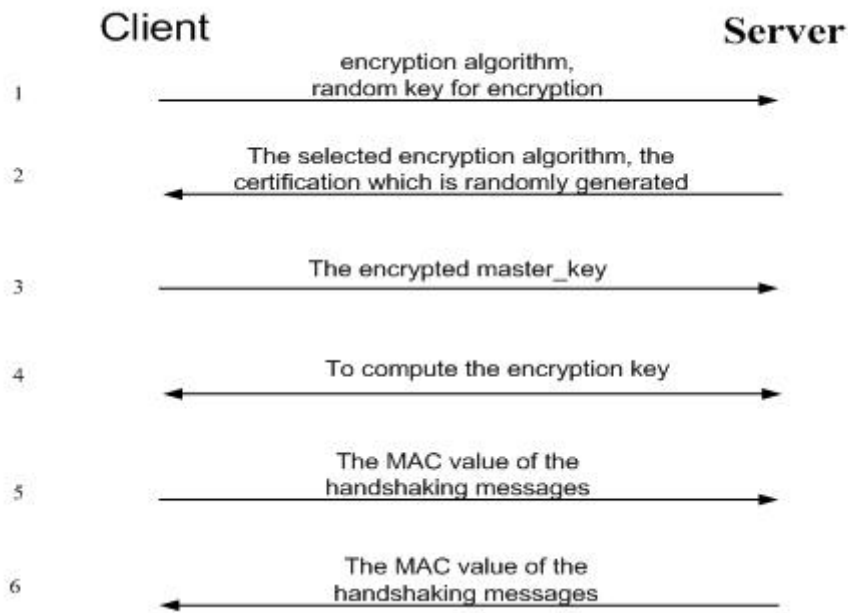 Client
Server
1
encryption algorithm,
random key for encryption
2
The selected encryption algorithm, the
certification which is randomly generated
3
The encrypted master_key
4
To compute the encryption key
5
The MAC value of the
handshaking messages
6
The MAC value of the
handshaking messages